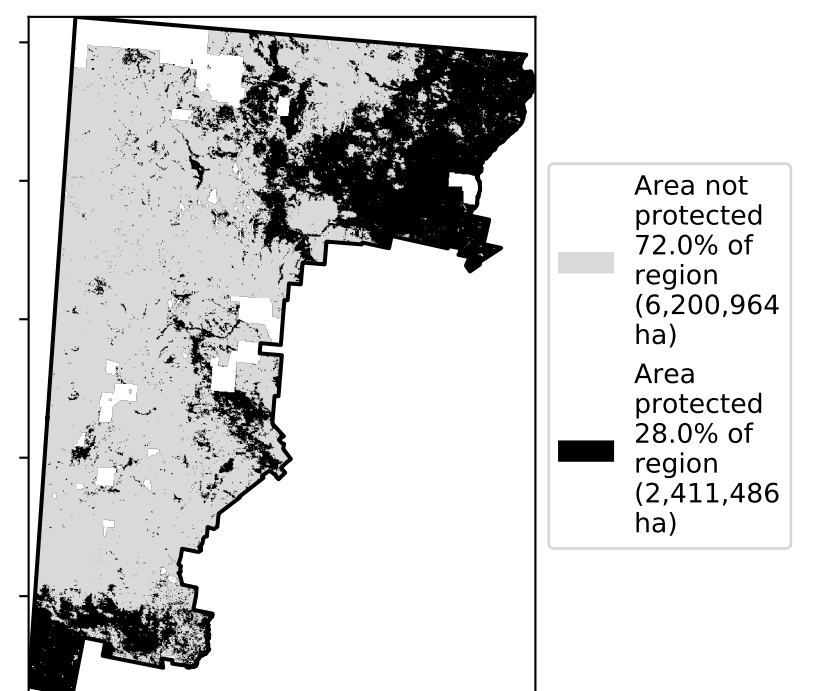 Area not
protected
72.0% of
region
(6,200,964
ha)
Area
protected
28.0% of
region
(2,411,486
ha)